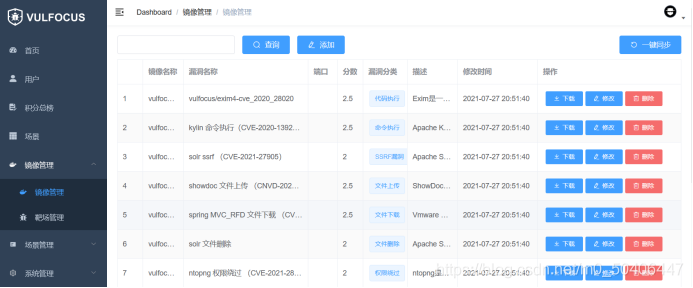 VULFOCUS
Dashboard / 镜像管理 / 镜像管理
首页
用户
积分总榜
场景
镜像管理
镜像管理
靶场管理
场景管理
系统管理
查询 添加 一键同步
镜像名称 漏洞名称 端口 分数 漏洞分类 描述 修改时间 操作
1 vulfoc... vulfocus/exim4-cve_2020_28020 2.5 代码执行 Exim是一... 2021-07-27 20:51:40 下载 修改 删除
2 vulfoc... kylin 命令执行（CVE-2020-1392... 2.5 命令执行 Apache K... 2021-07-27 20:51:40 下载 修改 删除
3 vulfoc... solr ssrf （CVE-2021-27905） 2 SSRF漏洞 Apache S... 2021-07-27 20:51:40 下载 修改 删除
4 vulfoc... showdoc 文件上传 （CNVD-202... 2.5 文件上传 ShowDoc... 2021-07-27 20:51:40 下载 修改 删除
5 vulfoc... spring MVC_RFD 文件下载 （CV... 2.5 文件下载 Vmware ... 2021-07-27 20:51:40 下载 修改 删除
6 vulfoc... solr 文件删除 2 文件删除 Apache S... 2021-07-27 20:51:40 下载 修改 删除
7 vulfoc... ntopng 权限绕过 （CVE-2021-28... 2 权限绕过 ntopng是... 2021-07-27 20:51:40 下载 修改 删除